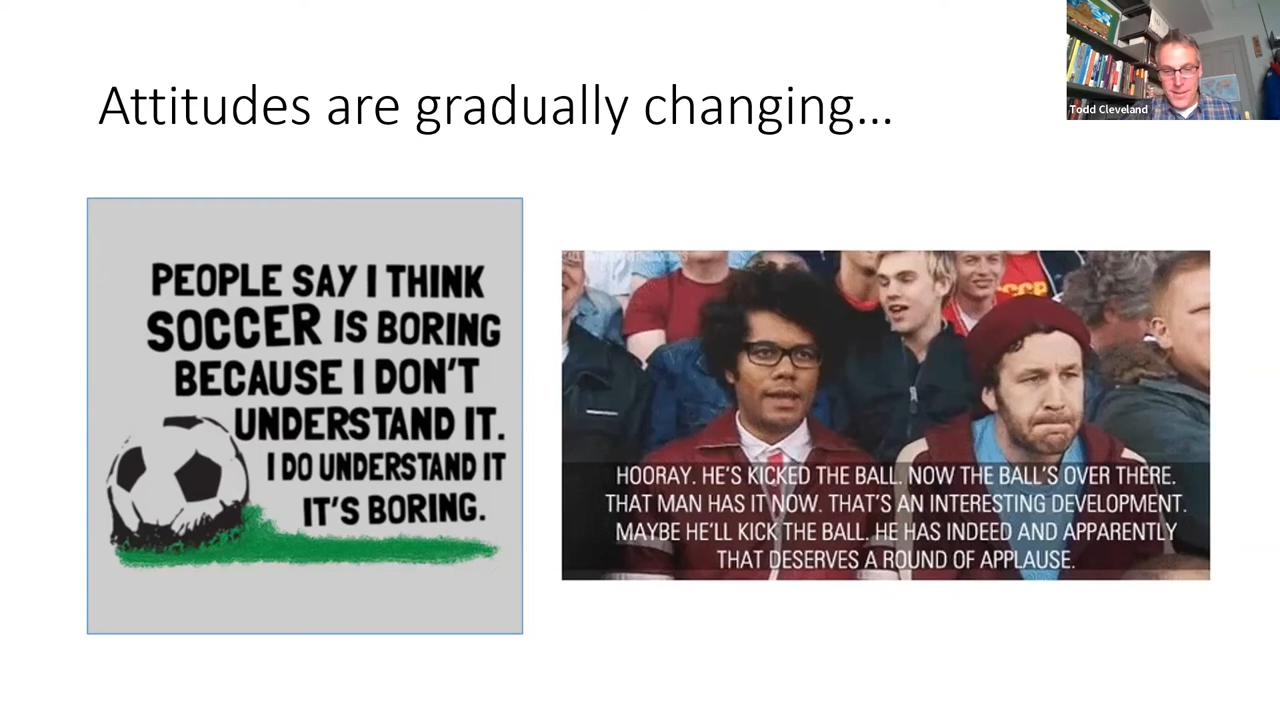 Attitudes are gradually changing...
Todd Cleveland
PEOPLE SAY I THINK
SOCCER IS BORING
BECAUSE I DON'T
UNDERSTAND IT.
I DO UNDERSTAND IT
IT'S BORING.
HOORAY. HE'S KICKED THE BALL. NOW THE BALL'S OVER THERE.
THAT MAN HAS IT NOW. THAT'S AN INTERESTING DEVELOPMENT.
MAYBE HE'LL KICK THE BALL. HE HAS INDEED AND APPARENTLY
THAT DESERVES A ROUND OF APPLAUSE.